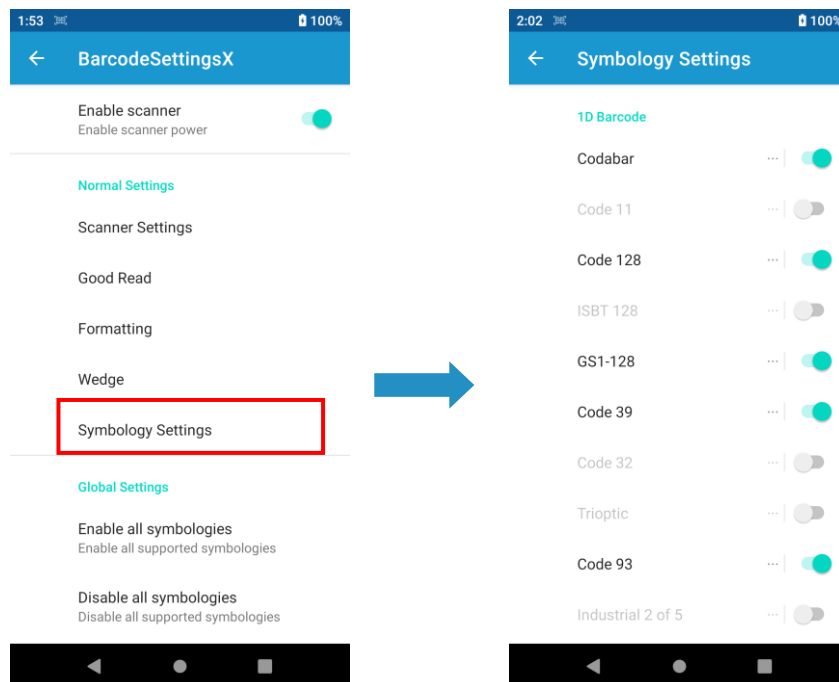 1:53 100%
BarcodeSettingsX
Enable scanner
Enable scanner power
Normal Settings
Scanner Settings
Good Read
Formatting
Wedge
Symbology Settings
Global Settings
Enable all symbologies
Enable all supported symbologies
Disable all symbologies
Disable all supported symbologies
2:02 100%
Symbology Settings
1D Barcode
Codabar
Code 11
Code 128
ISBT 128
GS1-128
Code 39
Code 32
Trioptic
Code 93
Industrial 2 of 5